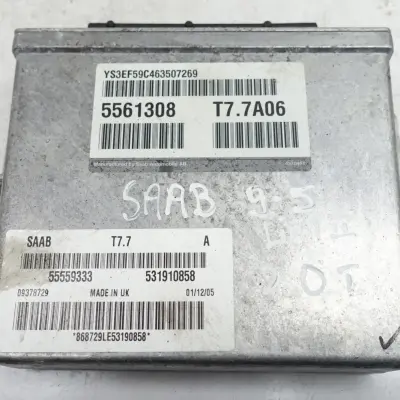 YS3EF59C463507269
5561308 T7.7A06
SAAB 9-5
SAAB T7.7 A
55559333 531910858
09378729 MADE IN UK 01/12/05
*868729LE53190858*